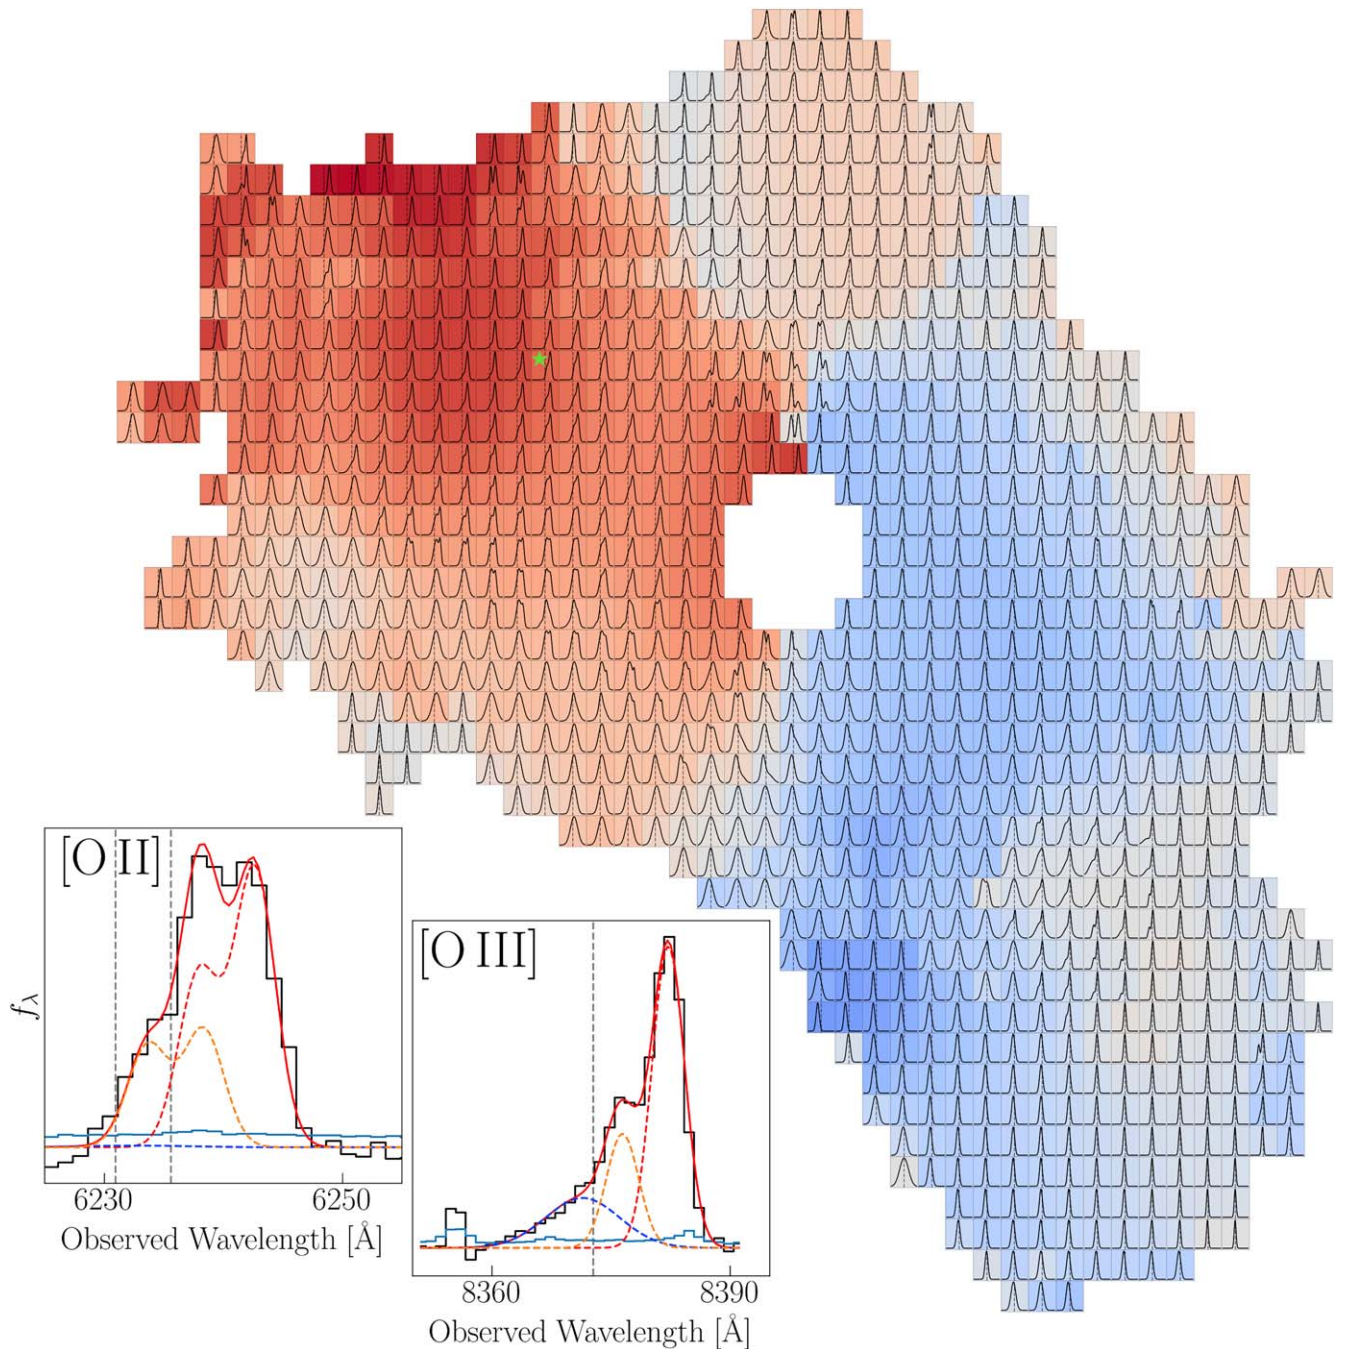 [O II]
f_λ
6230 6250
Observed Wavelength [Å]
[O III]
8360 8390
Observed Wavelength [Å]